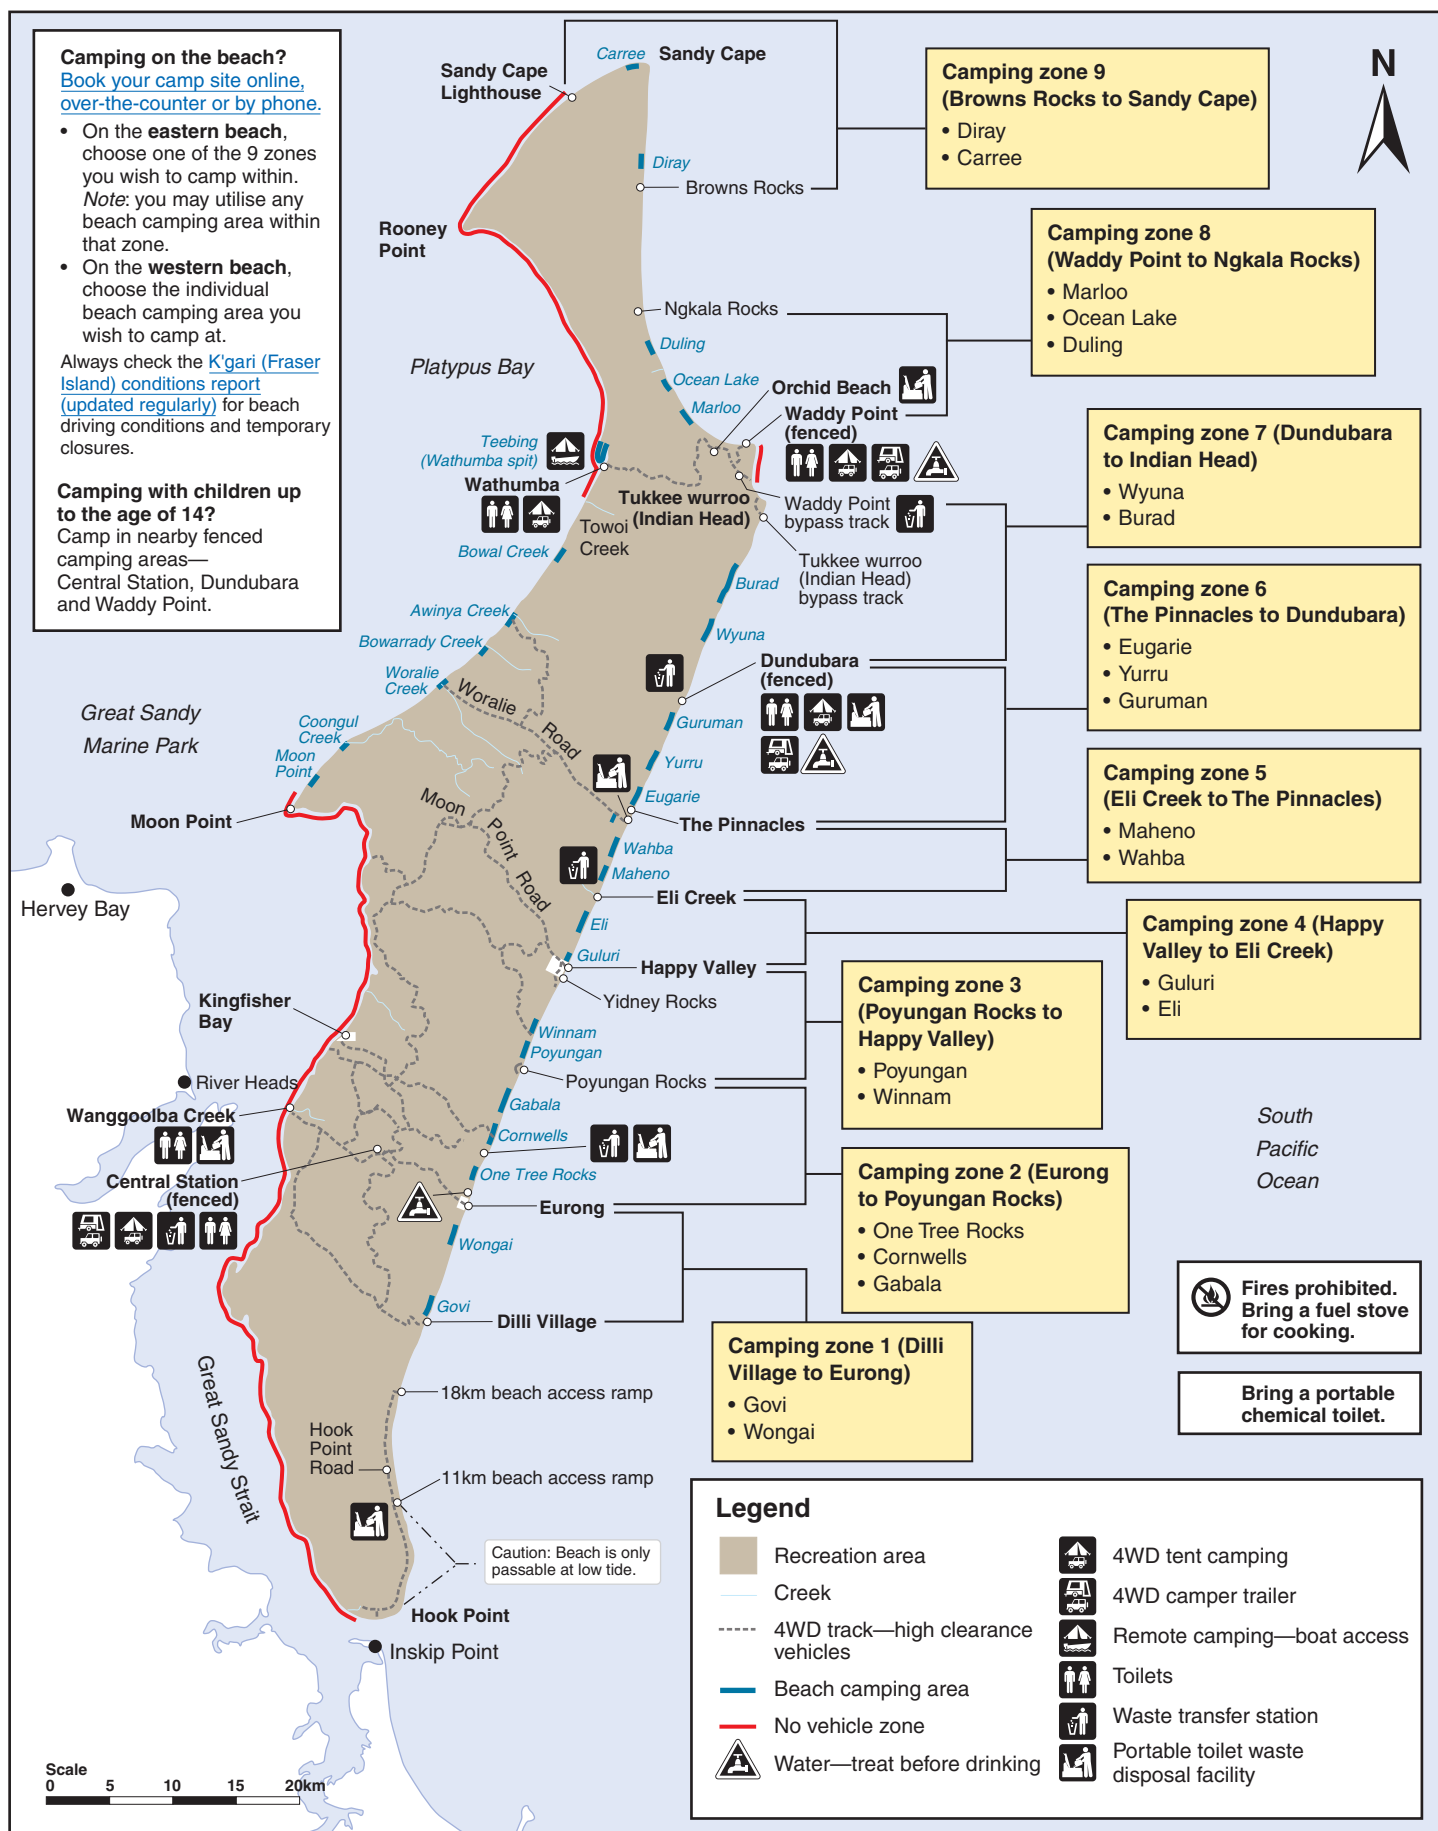 Camping on the beach?
Book your camp site online,
over-the-counter or by phone.
• On the eastern beach,
choose one of the 9 zones
you wish to camp within.
Note: you may utilise any
beach camping area within
that zone.
• On the western beach,
choose the individual
beach camping area you
wish to camp at.
Always check the K'gari (Fraser
Island) conditions report
(updated regularly) for beach
driving conditions and temporary
closures.
Camping with children up
to the age of 14?
Camp in nearby fenced
camping areas—
Central Station, Dundubara
and Waddy Point.
Carree
Sandy Cape
Sandy Cape
Lighthouse
Diray
Browns Rocks
Rooney
Point
Ngkala Rocks
Platypus Bay
Duling
Ocean Lake
Marloo
Orchid Beach
Waddy Point
(fenced)
Teebing
(Wathumba spit)
Wathumba
Tukkee wurroo
(Indian Head)
Waddy Point
bypass track
Towoi
Creek
Tukkee wurroo
(Indian Head)
bypass track
Bowal Creek
Burad
Awinya Creek
Bowarrady Creek
Wyuna
Woralie
Creek
Dundubara
(fenced)
Woralie
Road
Great Sandy
Marine Park
Coongul
Creek
Guruman
Moon
Point
Yurru
Eugarie
Moon Point
Moon
Point
Road
The Pinnacles
Wahba
Maheno
Hervey Bay
Eli Creek
Eli
Guluri
Happy Valley
Yidney Rocks
Kingfisher
Bay
Winnam
Poyungan
Poyungan Rocks
River Heads
Gabala
Wanggoolba Creek
Cornwells
Central Station
(fenced)
One Tree Rocks
Eurong
Wongai
Govi
Dilli Village
18km beach access ramp
Great Sandy Strait
Hook
Point
Road
11km beach access ramp
Caution: Beach is only
passable at low tide.
Hook Point
Inskip Point
Scale
0 5 10 15 20km
N
Camping zone 9
(Browns Rocks to Sandy Cape)
• Diray
• Carree
Camping zone 8
(Waddy Point to Ngkala Rocks)
• Marloo
• Ocean Lake
• Duling
Camping zone 7 (Dundubara
to Indian Head)
• Wyuna
• Burad
Camping zone 6
(The Pinnacles to Dundubara)
• Eugarie
• Yurru
• Guruman
Camping zone 5
(Eli Creek to The Pinnacles)
• Maheno
• Wahba
Camping zone 4 (Happy
Valley to Eli Creek)
• Guluri
• Eli
Camping zone 3
(Poyungan Rocks to
Happy Valley)
• Poyungan
• Winnam
Camping zone 2 (Eurong
to Poyungan Rocks)
• One Tree Rocks
• Cornwells
• Gabala
Camping zone 1 (Dilli
Village to Eurong)
• Govi
• Wongai
South
Pacific
Ocean
Fires prohibited.
Bring a fuel stove
for cooking.
Bring a portable
chemical toilet.
Legend
Recreation area
Creek
4WD track—high clearance
vehicles
Beach camping area
No vehicle zone
Water—treat before drinking
4WD tent camping
4WD camper trailer
Remote camping—boat access
Toilets
Waste transfer station
Portable toilet waste
disposal facility